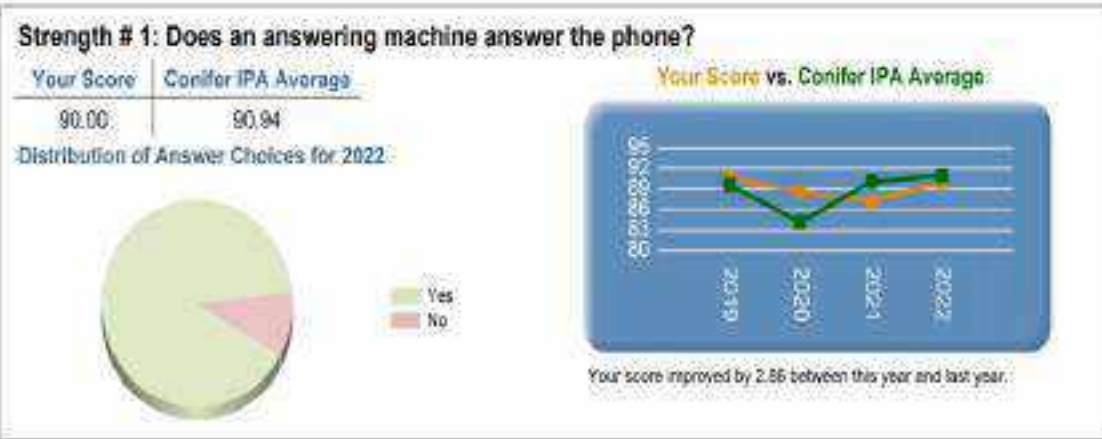 Strength # 1: Does an answering machine answer the phone?
Your Score Conifer IPA Average
90.00 90.94
Distribution of Answer Choices for 2022
Yes
No
Your Score vs. Conifer IPA Average
2019 2020 2021 2022
Your score improved by 2.86 between this year and last year.